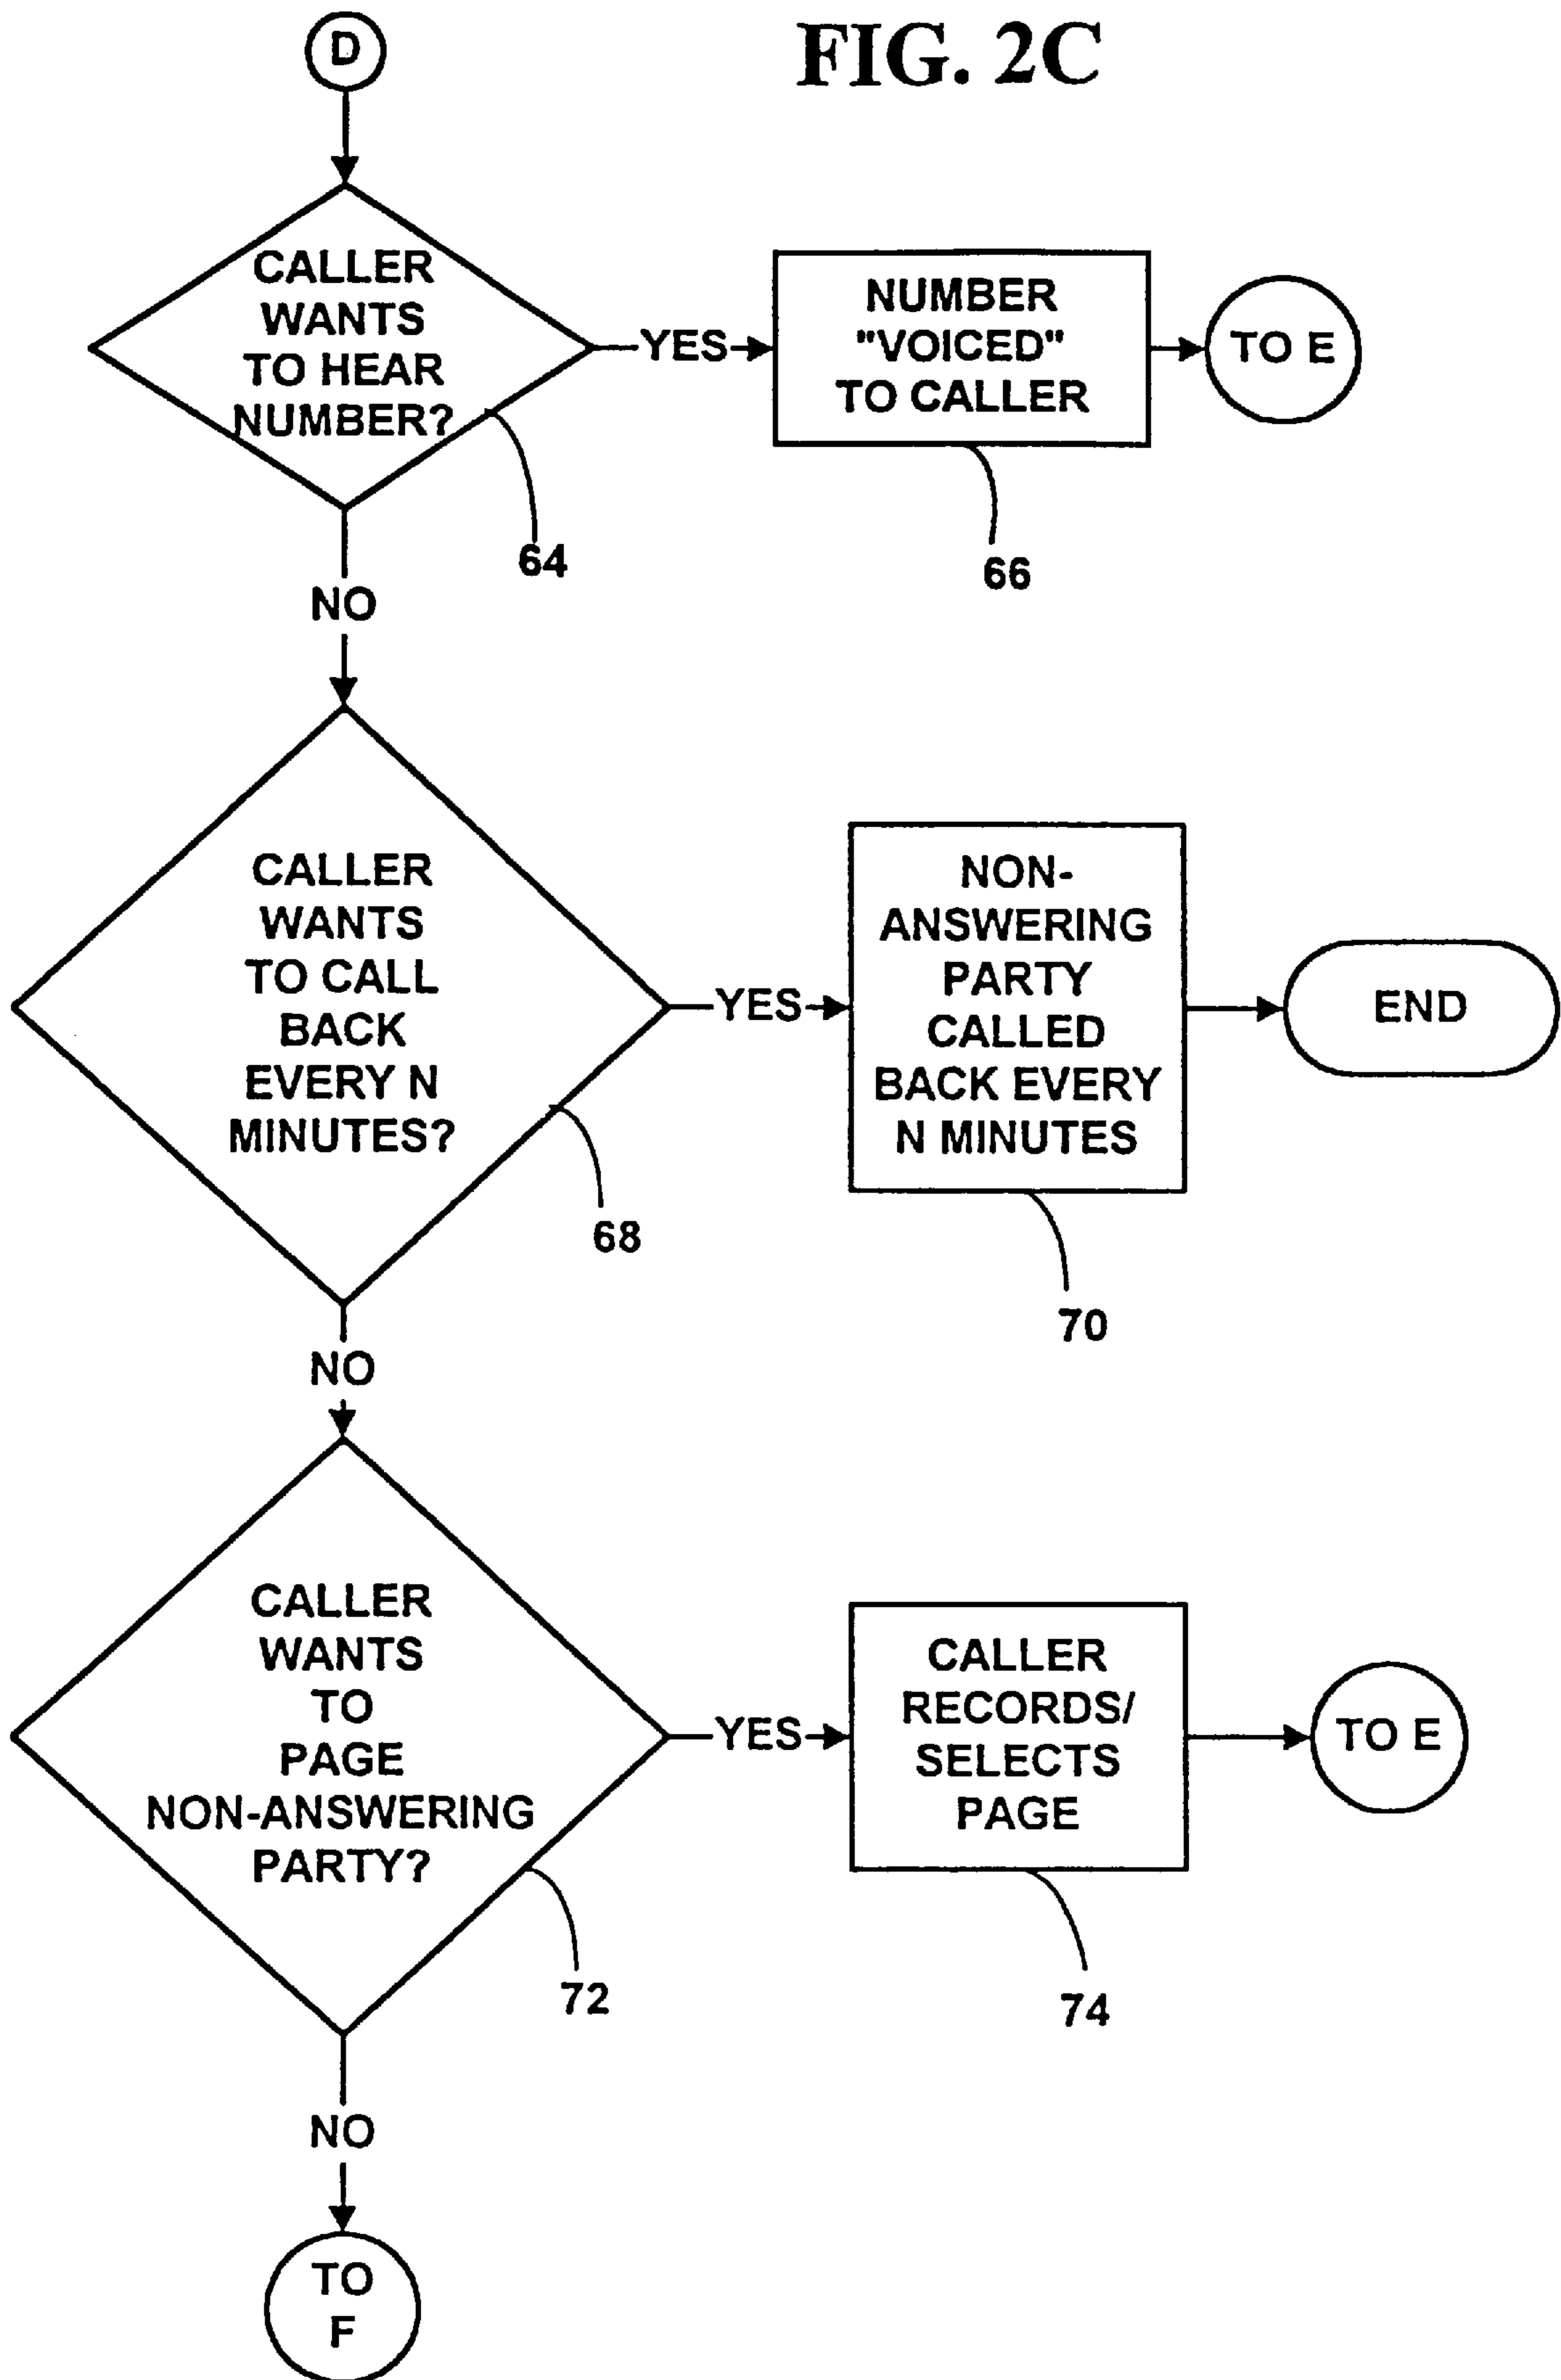 FIG. 2C
D
CALLER
WANTS
TO HEAR
NUMBER?
YES
NUMBER
"VOICED"
TO CALLER
TO E
64
66
NO
CALLER
WANTS
TO CALL
BACK
EVERY N
MINUTES?
YES
NON-
ANSWERING
PARTY
CALLED
BACK EVERY
N MINUTES
END
68
70
NO
CALLER
WANTS
TO
PAGE
NON-ANSWERING
PARTY?
YES
CALLER
RECORDS/
SELECTS
PAGE
TO E
72
74
NO
TO
F